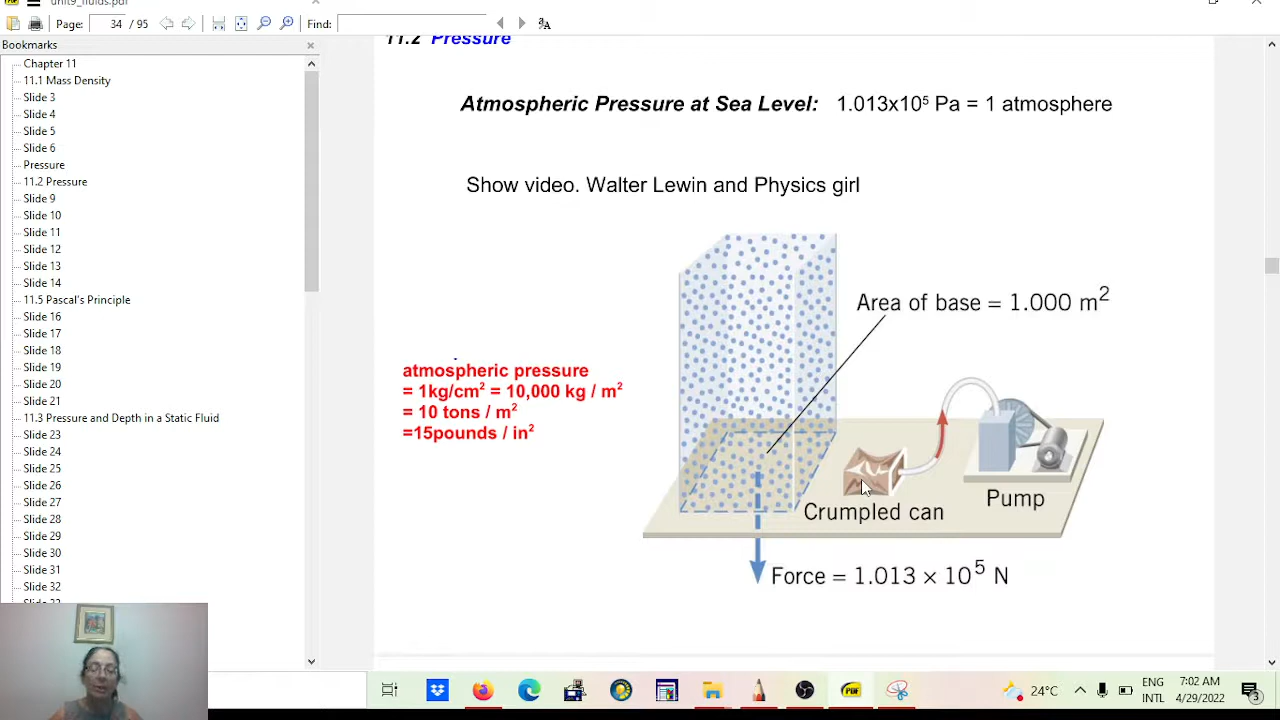 unit9_fluids.pdf
Page: 34 / 95
Find:
Bookmarks
Chapter 11
11.1 Mass Density
Slide 3
Slide 4
Slide 5
Slide 6
Pressure
11.2 Pressure
Slide 9
Slide 10
Slide 11
Slide 12
Slide 13
Slide 14
11.5 Pascal's Principle
Slide 16
Slide 17
Slide 18
Slide 19
Slide 20
Slide 21
11.3 Pressure and Depth in a Static Fluid
Slide 23
Slide 24
Slide 25
Slide 26
Slide 27
Slide 28
Slide 29
Slide 30
Slide 31
Slide 32
11.2 Pressure
Atmospheric Pressure at Sea Level: 1.013x10⁵ Pa = 1 atmosphere
Show video. Walter Lewin and Physics girl
Area of base = 1.000 m²
atmospheric pressure
= 1kg/cm² = 10,000 kg / m²
= 10 tons / m²
=15pounds / in²
Crumpled can
Pump
Force = 1.013 × 10⁵ N
PDF
24°C
ENG
INTL
7:02 AM
4/29/2022
3